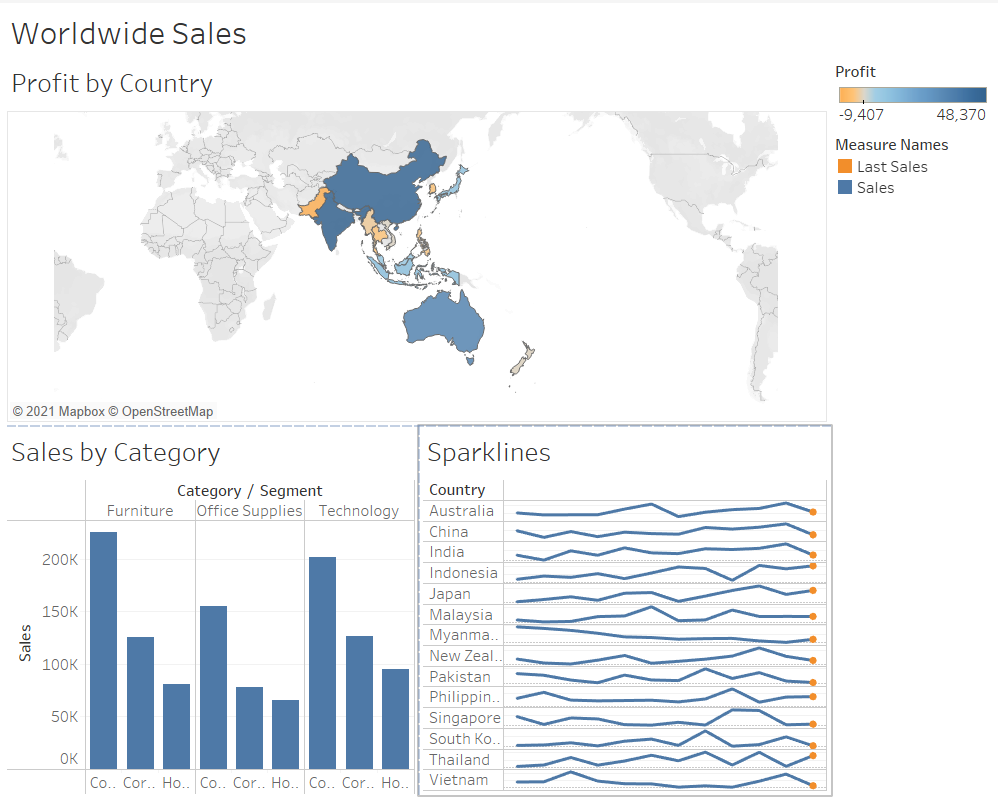 Worldwide Sales
Profit by Country
Profit
-9,407 48,370
Measure Names
Last Sales
Sales
© 2021 Mapbox © OpenStreetMap
Sales by Category
Category / Segment
Furniture Office Supplies Technology
Sales
200K
150K
100K
50K
0K
Co.. Cor.. Ho.. Co.. Cor.. Ho.. Co.. Cor.. Ho..
Sparklines
Country
Australia
China
India
Indonesia
Japan
Malaysia
Myanma..
New Zeal..
Pakistan
Philippin..
Singapore
South Ko..
Thailand
Vietnam